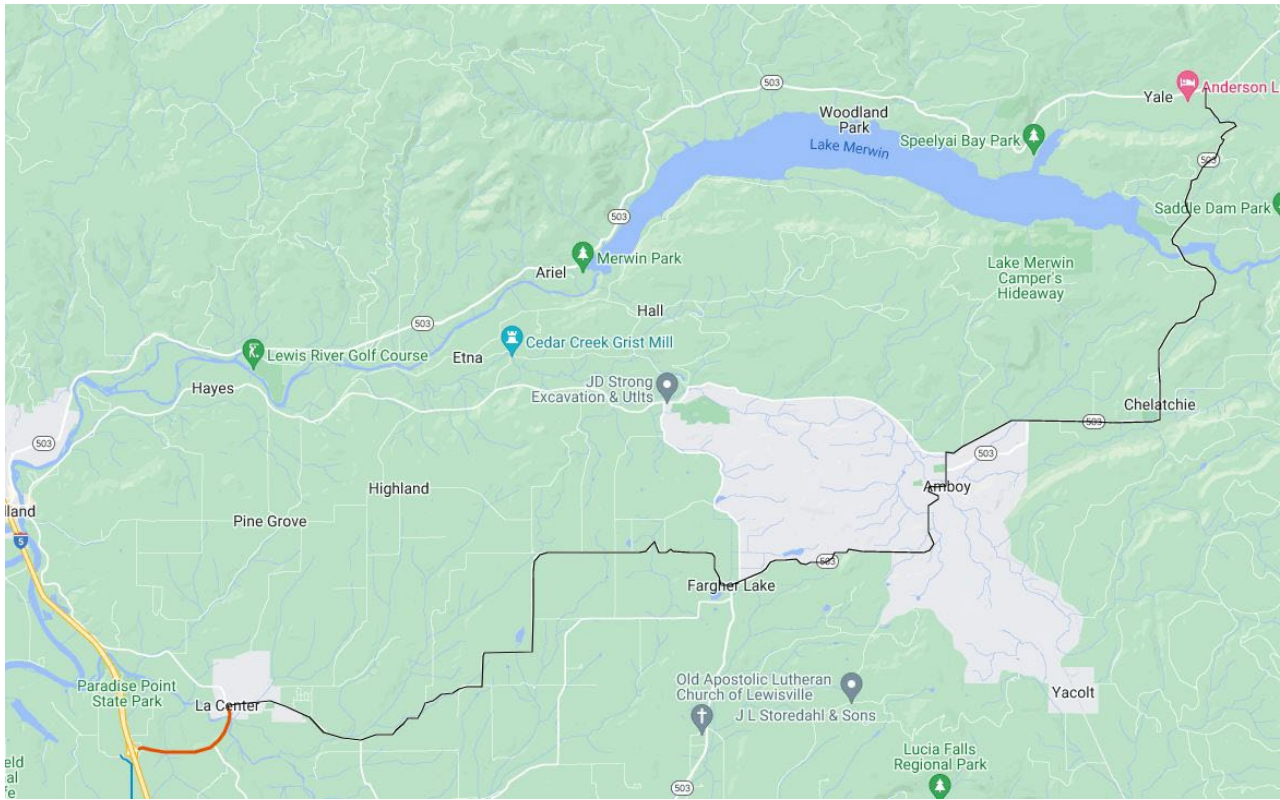 503
Woodland
Park
Lake Merwin
Yale
Anderson L
Speelyai Bay Park
503
503
Saddle Dam Park
Merwin Park
Ariel
Lake Merwin
Camper's
Hideaway
Hall
503
Cedar Creek Grist Mill
Etna
Lewis River Golf Course
Hayes
JD Strong
Excavation & Utlts
Chelatchie
503
503
503
Amboy
Highland
lland
Pine Grove
5
503
Fargher Lake
Paradise Point
State Park
La Center
Old Apostolic Lutheran
Church of Lewisville
J L Storedahl & Sons
Yacolt
Lucia Falls
Regional Park
eld
al
fe
503